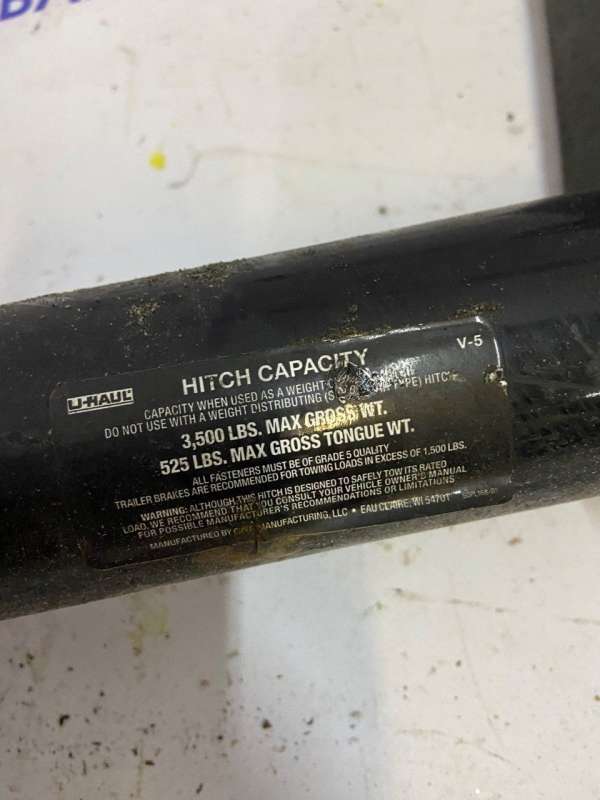 U-HAUL
HITCH CAPACITY
V-5
CAPACITY WHEN USED AS A WEIGHT
DO NOT USE WITH A WEIGHT DISTRIBUTING HITCH
3,500 LBS. MAX GROSS WT.
525 LBS. MAX GROSS TONGUE WT.
ALL FASTENERS MUST BE OF GRADE 5 QUALITY
TRAILER BRAKES ARE RECOMMENDED FOR TOWING LOADS IN EXCESS OF 1,500 LBS.
WARNING: ALTHOUGH THIS HITCH IS DESIGNED TO SAFELY TOW ITS RATED
LOAD, WE RECOMMEND THAT YOU CONSULT YOUR VEHICLE OWNER'S MANUAL
FOR POSSIBLE MANUFACTURER'S RECOMMENDATIONS OR LIMITATIONS
MANUFACTURED BY MANUFACTURING, LLC • EAU CLAIRE, WI 54701